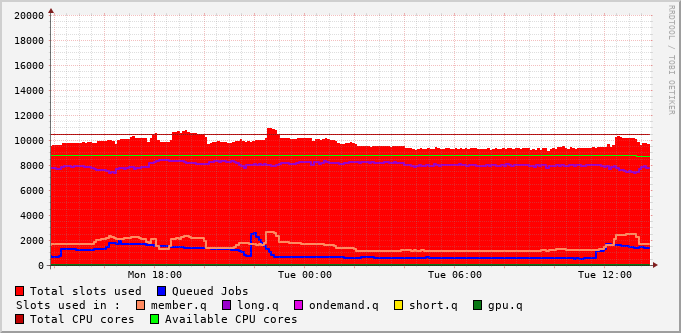 20000
18000
16000
14000
12000
10000
8000
6000
4000
2000
0
Mon 18:00 Tue 00:00 Tue 06:00 Tue 12:00
RRDTOOL / TOBI OETIKER
Total slots used Queued Jobs
Slots used in : member.q long.q ondemand.q short.q gpu.q
Total CPU cores Available CPU cores